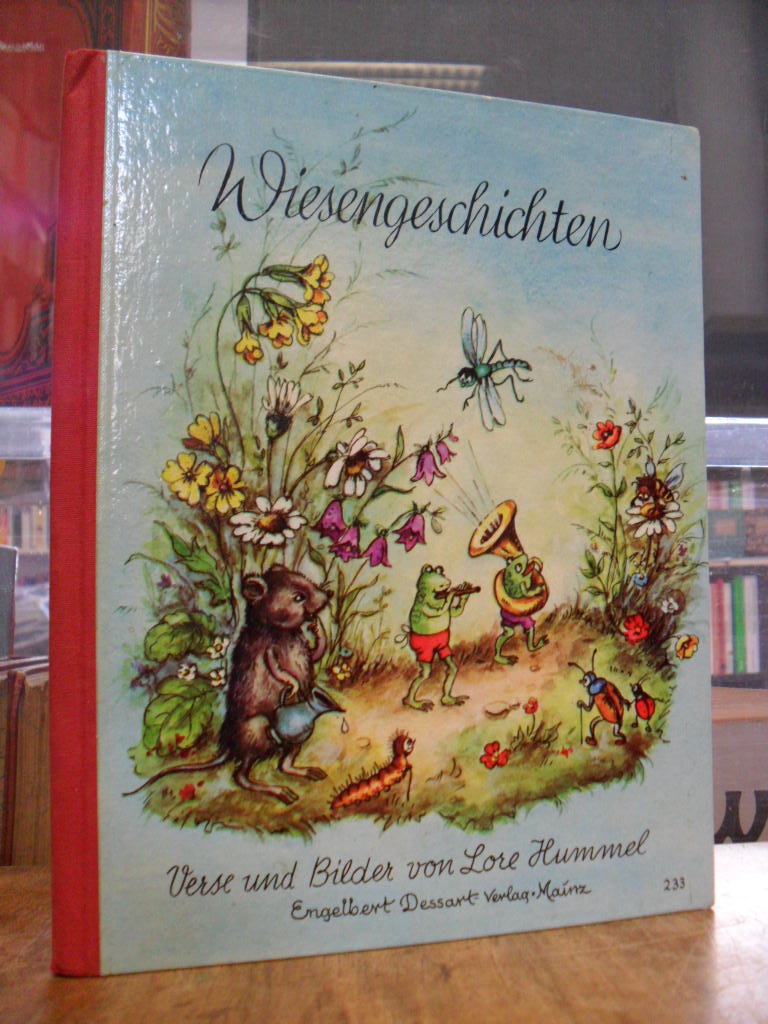 Wiesengeschichten
Verse und Bilder von Lore Hummel
Engelbert Dessart Verlag · Mainz
233